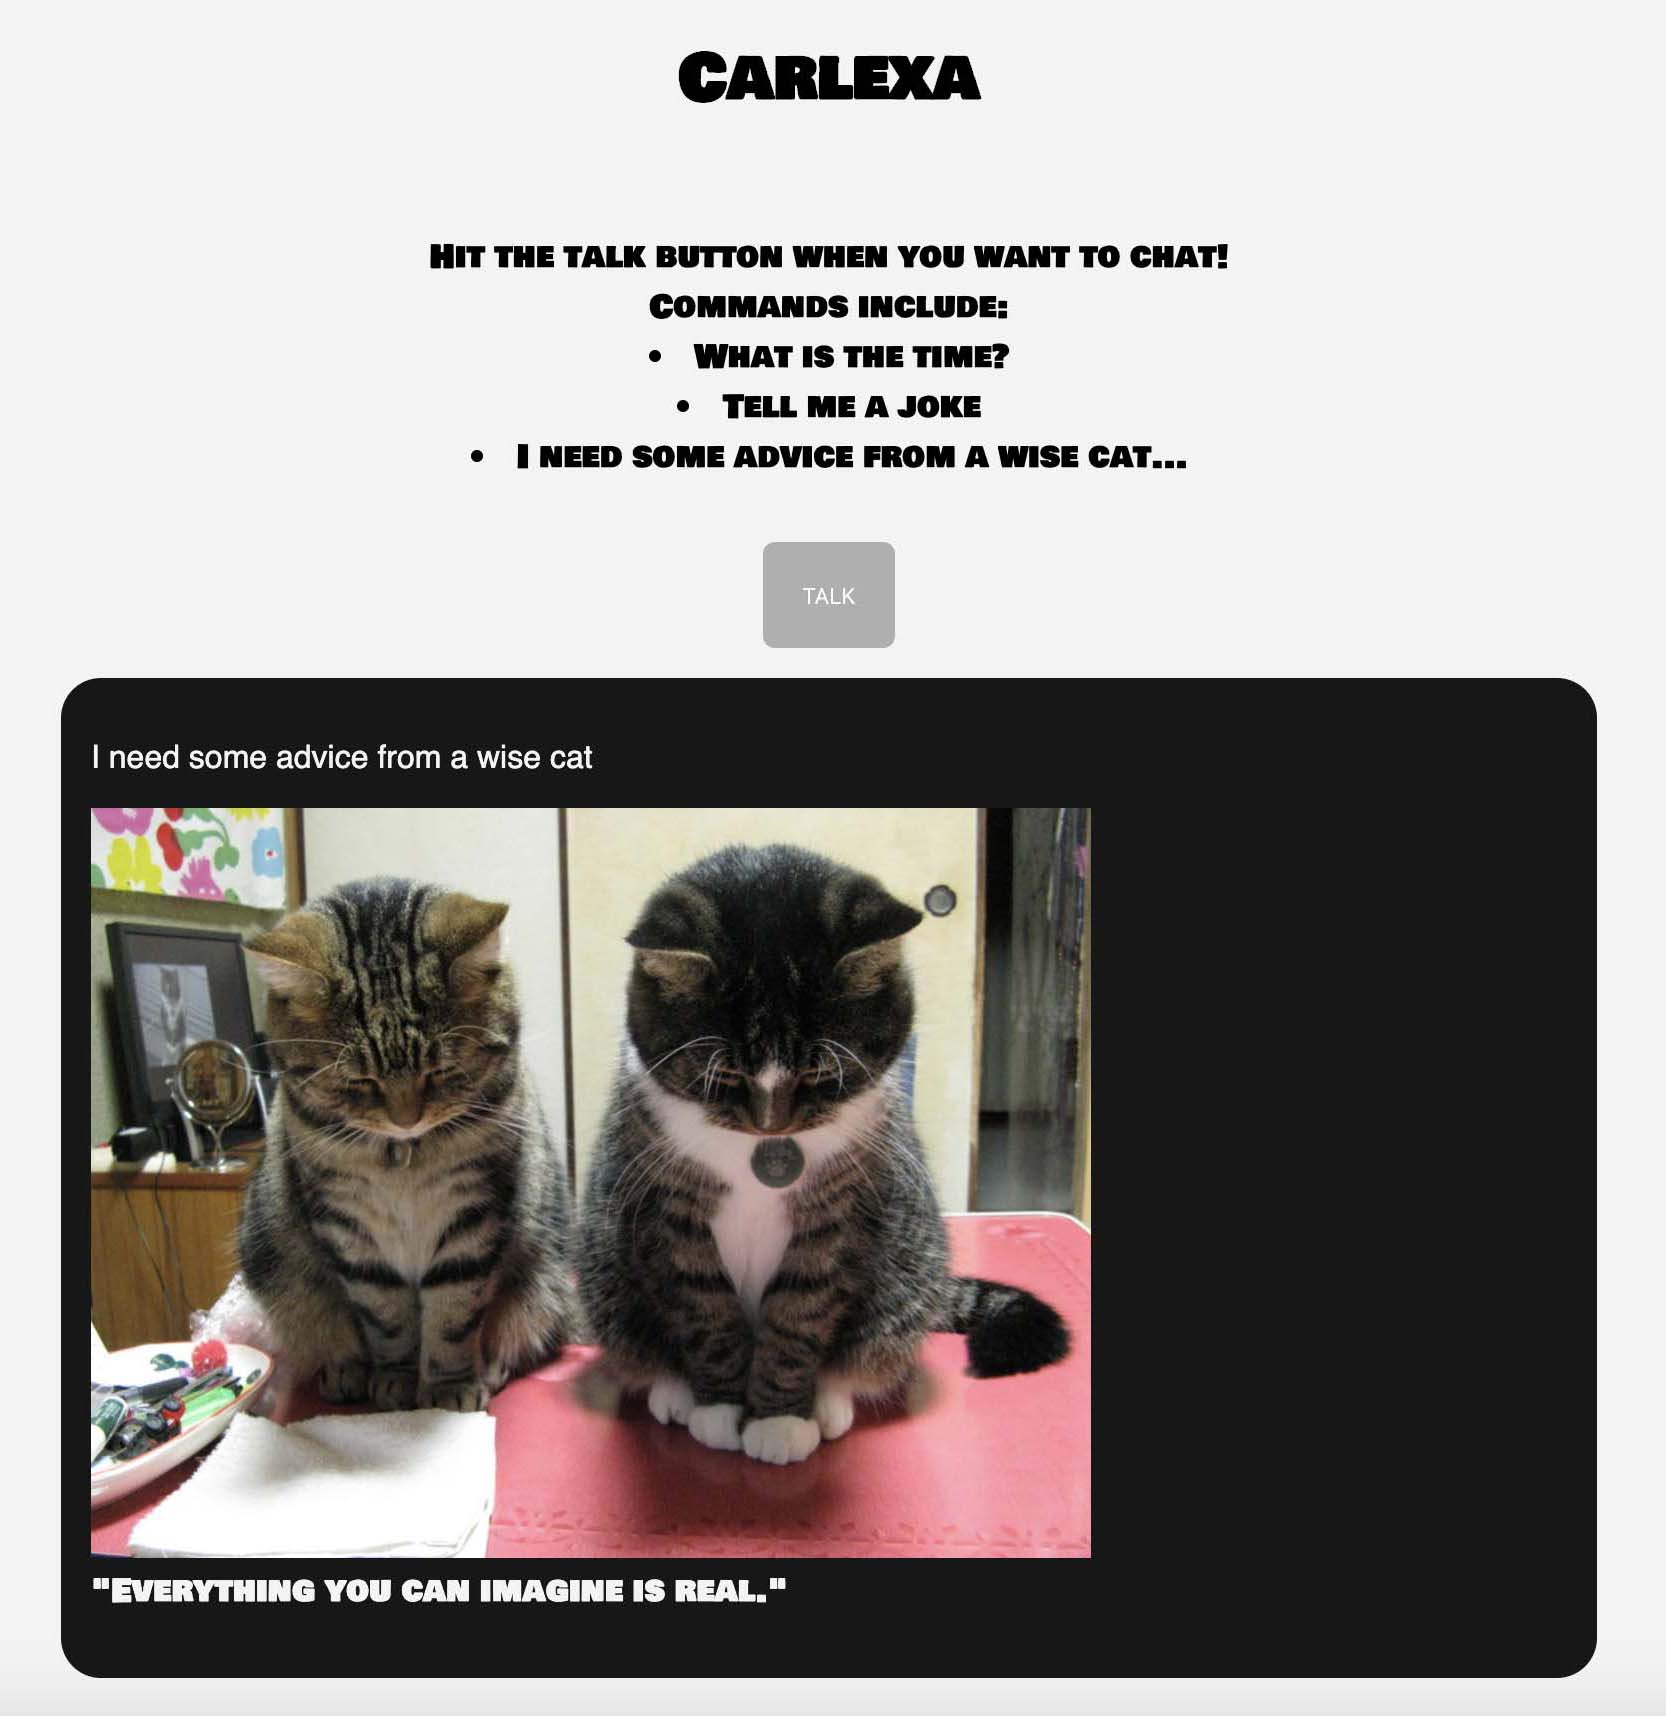 Carlexa
Hit the talk button when you want to chat!
Commands include:
• What is the time?
• Tell me a joke
• I need some advice from a wise cat...
TALK
I need some advice from a wise cat
"Everything you can imagine is real."